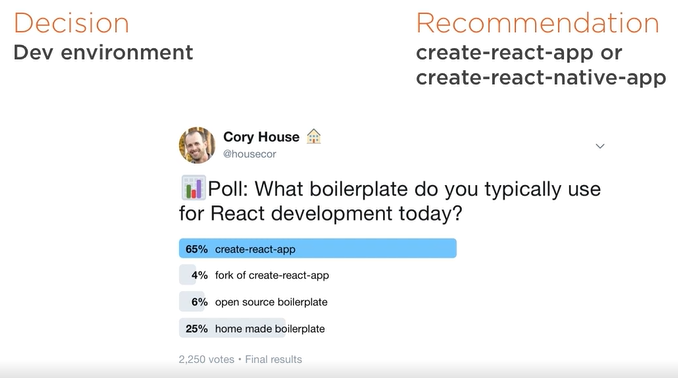 Decision
Dev environment
Recommendation
create-react-app or
create-react-native-app
Cory House
@housecor
Poll: What boilerplate do you typically use
for React development today?
65% create-react-app
4% fork of create-react-app
6% open source boilerplate
25% home made boilerplate
2,250 votes • Final results